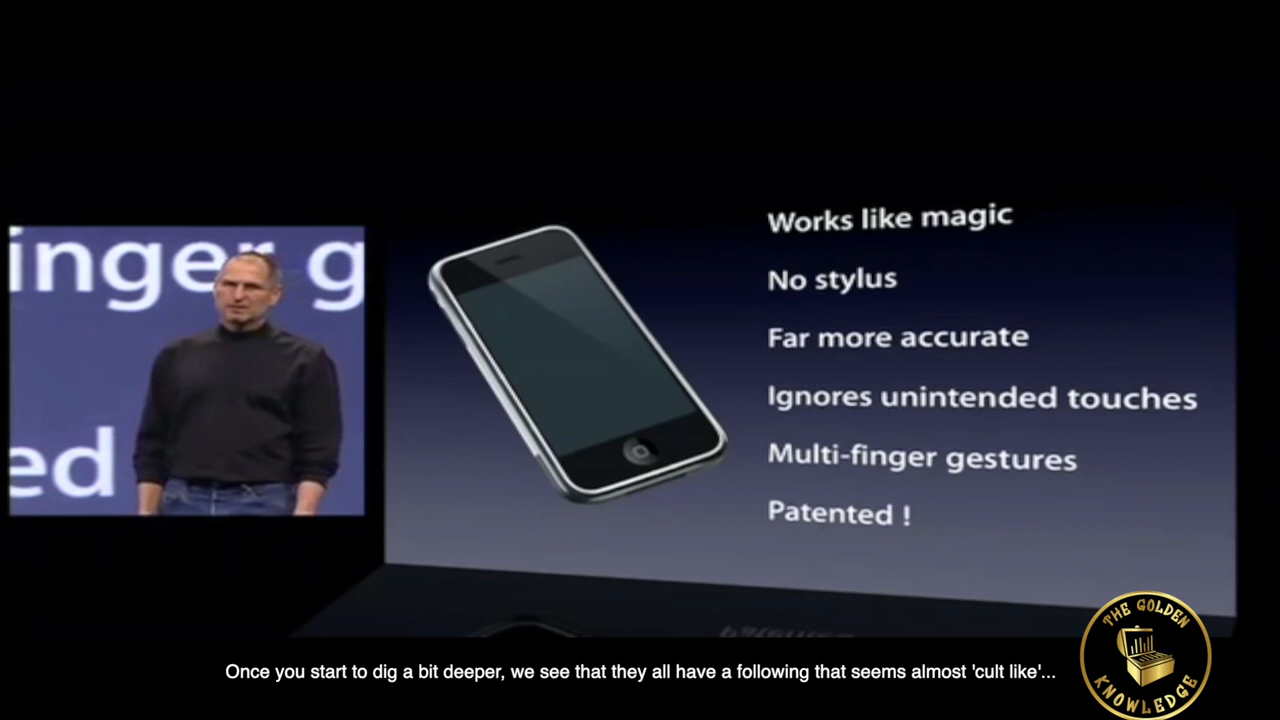 inger g
ed
Works like magic
No stylus
Far more accurate
Ignores unintended touches
Multi-finger gestures
Patented !
Once you start to dig a bit deeper, we see that they all have a following that seems almost 'cult like'...
THE GOLDEN
KNOWLEDGE